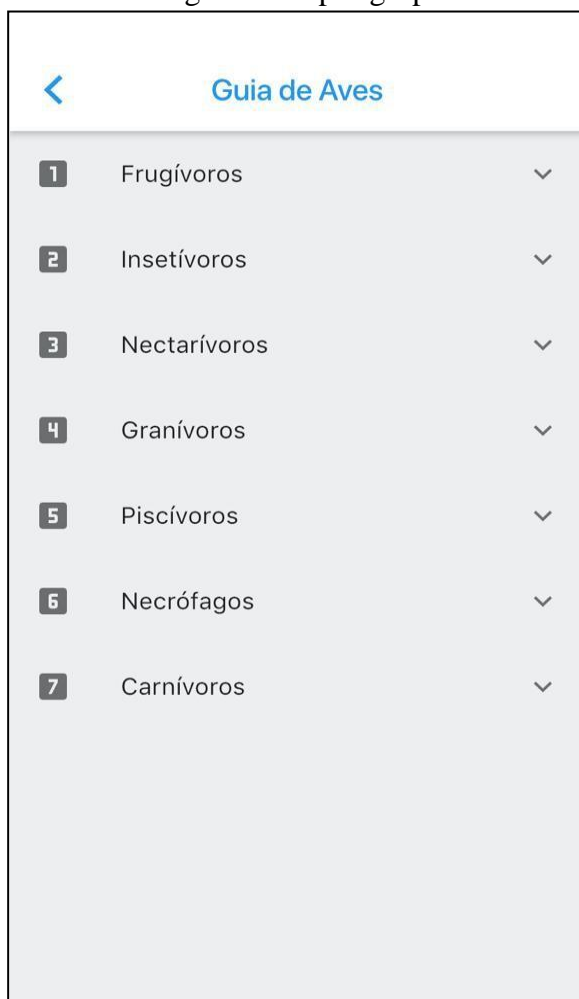 Guia de Aves
1 Frugívoros
2 Insetívoros
3 Nectarívoros
4 Granívoros
5 Piscívoros
6 Necrófagos
7 Carnívoros